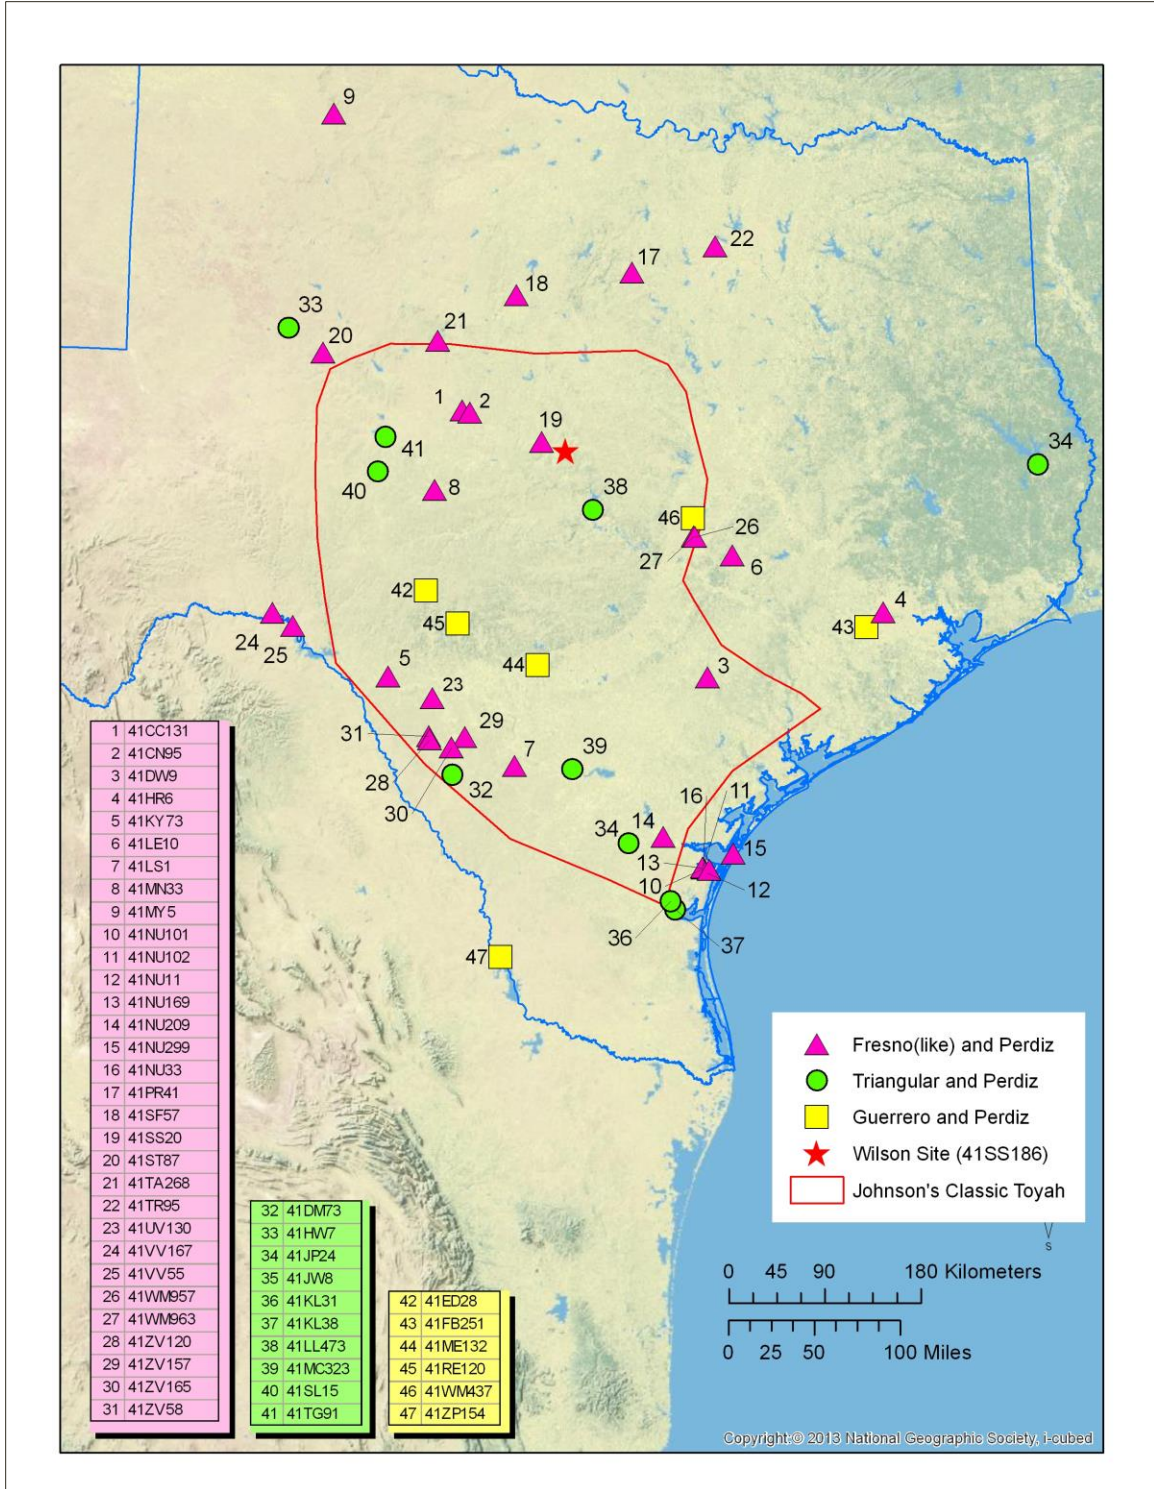 9
22
17
18
33
21
20
1
2
19
41
34
40
8
38
46
26
27
6
42
4
45
43
24
25
44
5
3
23
31
29
28
7
39
30
32
16
11
34
14
15
13
10
12
36
37
47
1 41CC131
2 41CN95
3 41DW9
4 41HR6
5 41KY73
6 41LE10
7 41LS1
8 41MN33
9 41MY5
10 41NU101
11 41NU102
12 41NU11
13 41NU169
14 41NU209
15 41NU299
16 41NU33
17 41PR41
18 41SF57
19 41SS20
20 41ST87
21 41TA268
22 41TR95
23 41UV130
24 41VV167
25 41VV55
26 41WM957
27 41WM963
28 41ZV120
29 41ZV157
30 41ZV165
31 41ZV58
32 41DM73
33 41HW7
34 41JP24
35 41JW8
36 41KL31
37 41KL38
38 41LL473
39 41MC323
40 41SL15
41 41TG91
42 41ED28
43 41FB251
44 41ME132
45 41RE120
46 41WM437
47 41ZP154
Fresno(like) and Perdiz
Triangular and Perdiz
Guerrero and Perdiz
Wilson Site (41SS186)
Johnson's Classic Toyah
S
0 45 90 180 Kilometers
0 25 50 100 Miles
Copyright:© 2013 National Geographic Society, i-cubed